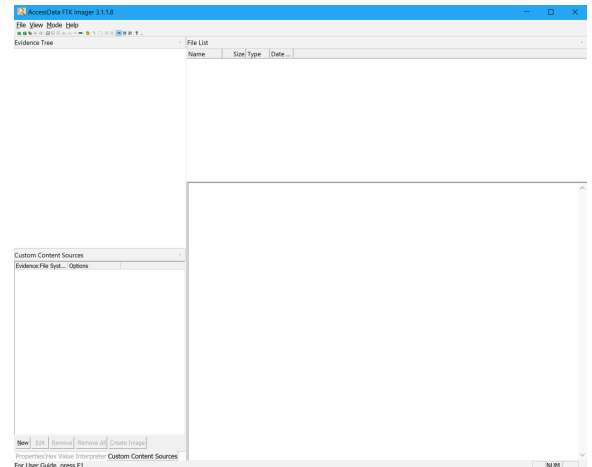 AccessData FTK Imager 3.1.1.8
File View Mode Help
Evidence Tree
File List
Name Size Type Date ...
Custom Content Sources
Evidence:File Syst... Options
New Edit Remove Remove All Create Image
Properties Hex Value Interpreter Custom Content Sources
For User Guide, press F1
NUM